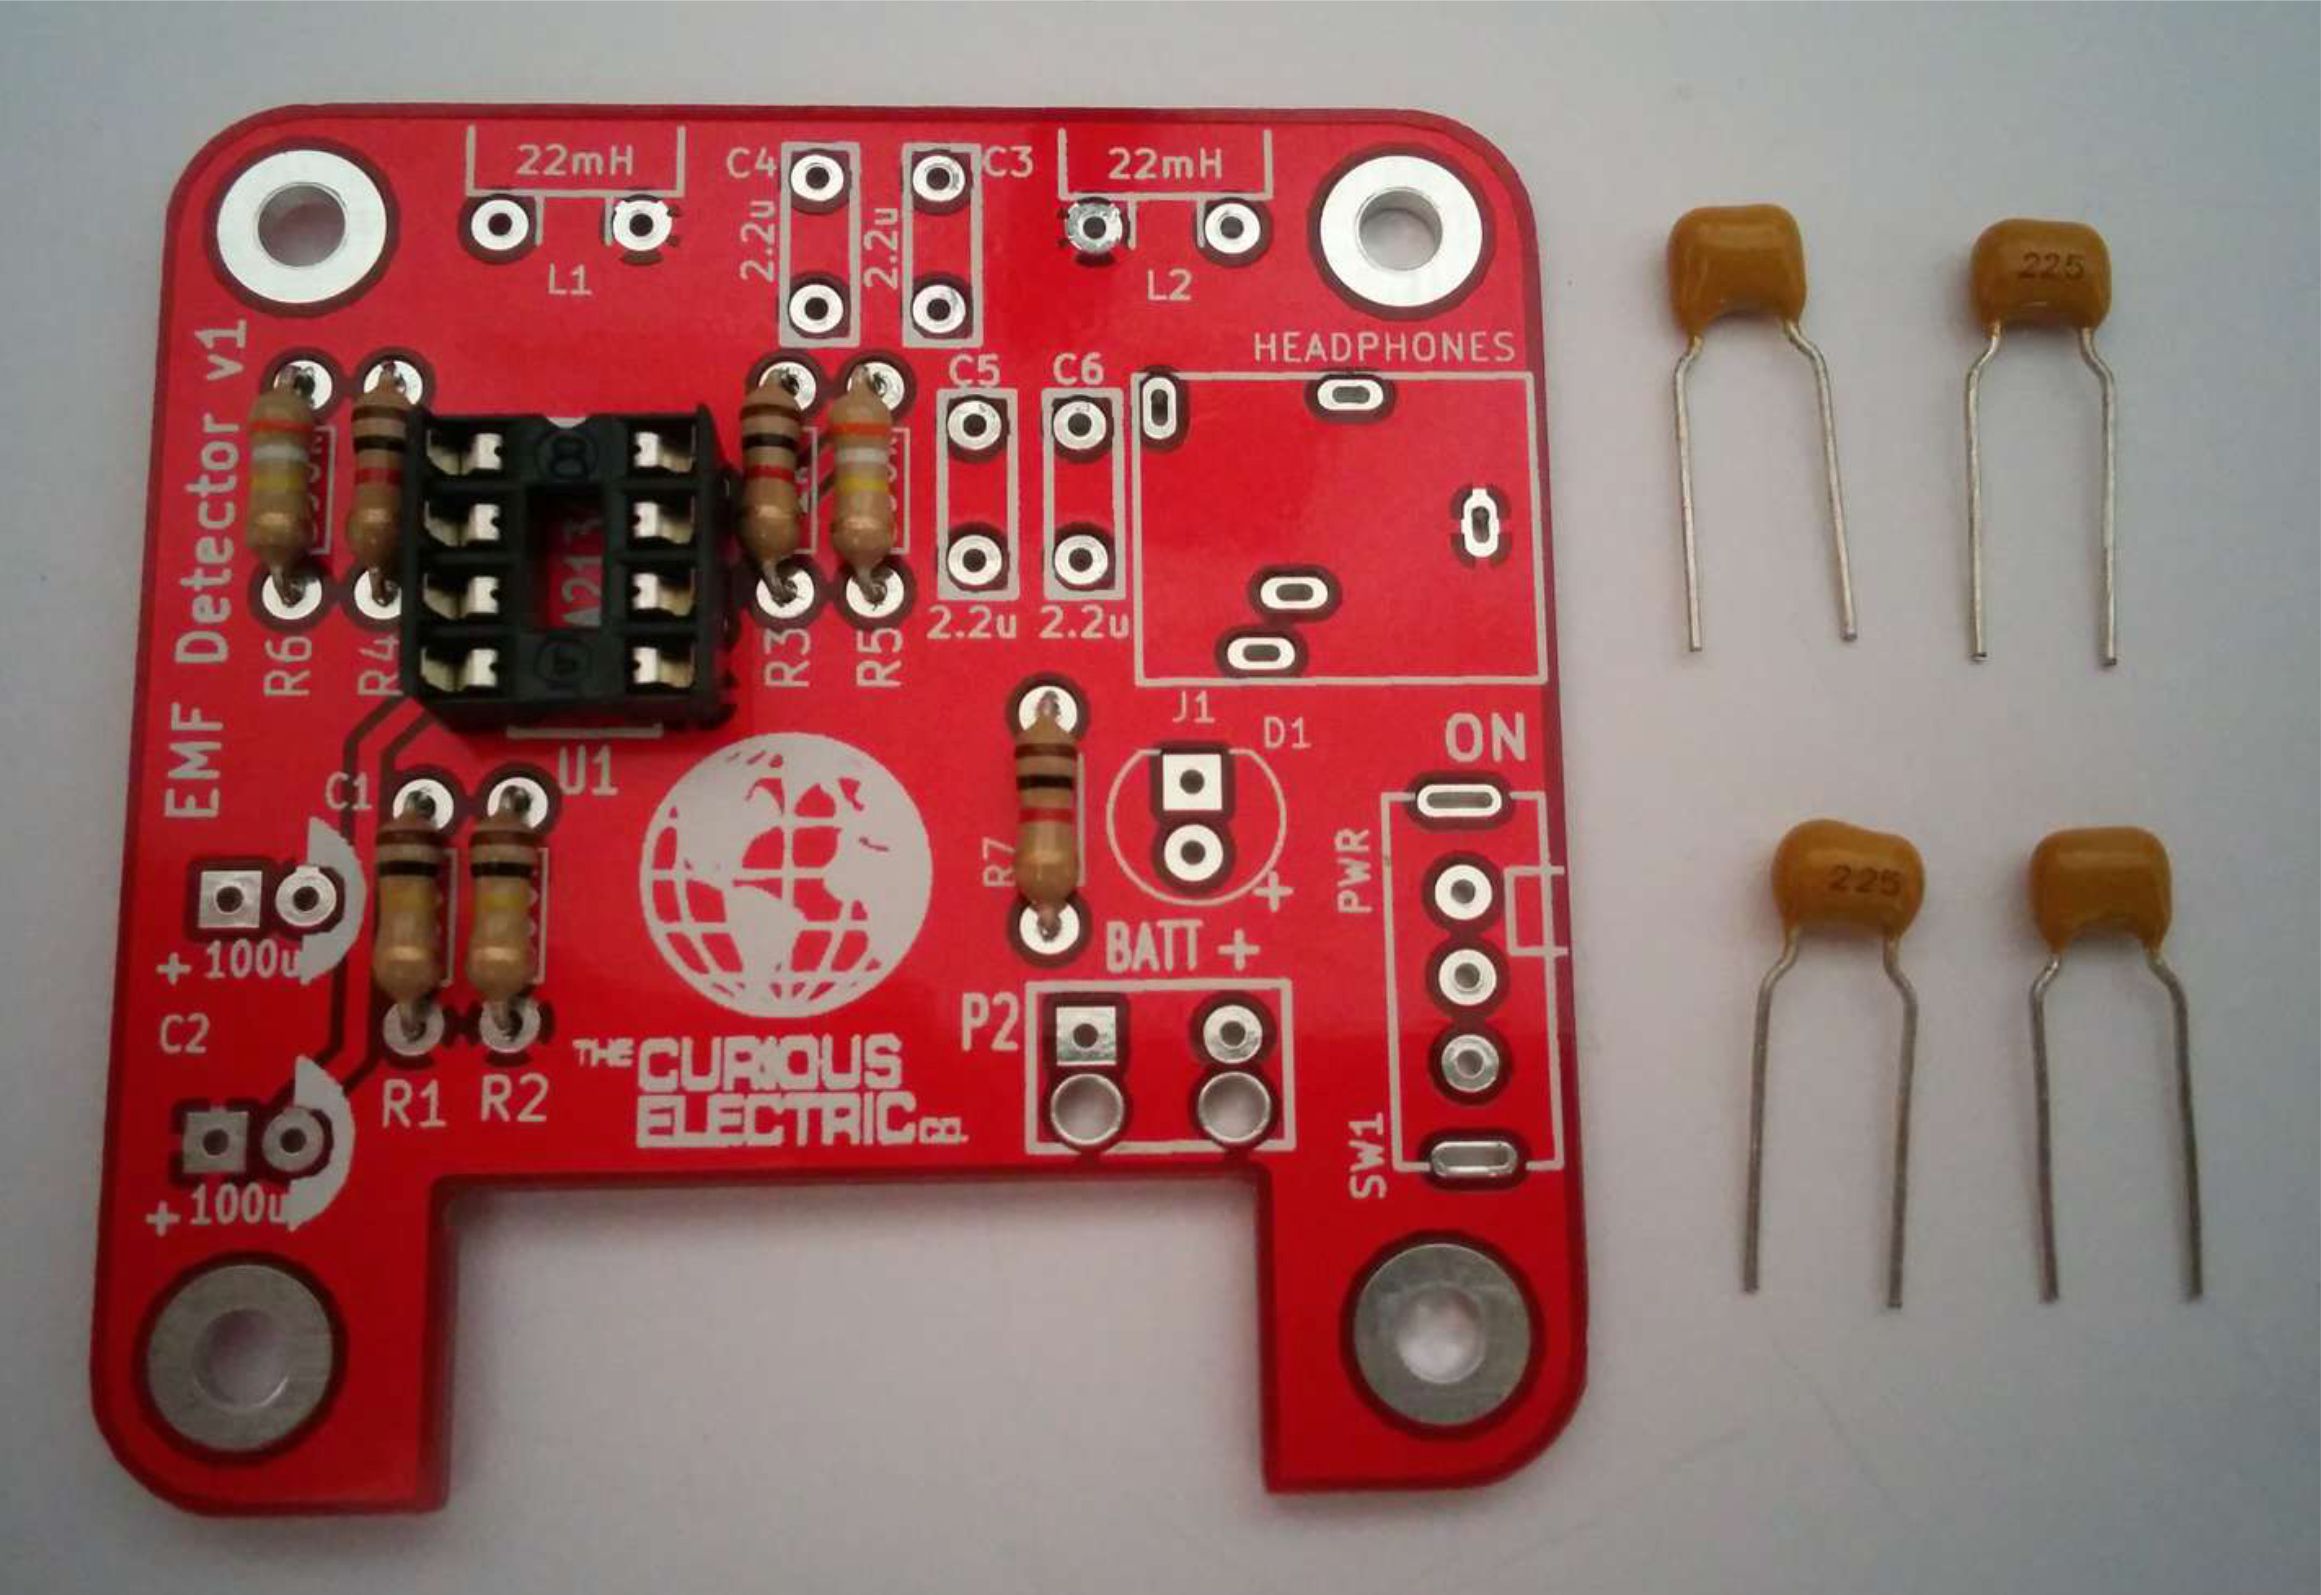 22mH
C4
C3
22mH
2.2u
2.2u
L1
L2
225
HEADPHONES
EMF Detector v1
C5
C6
2.2u
2.2u
R6
R4
R3
R5
J1
D1
ON
U1
C1
R7
PWR
225
+
+ 100u
BATT +
C2
P2
THE CURIOUS
ELECTRIC CO.
R1
R2
SW1
+ 100u